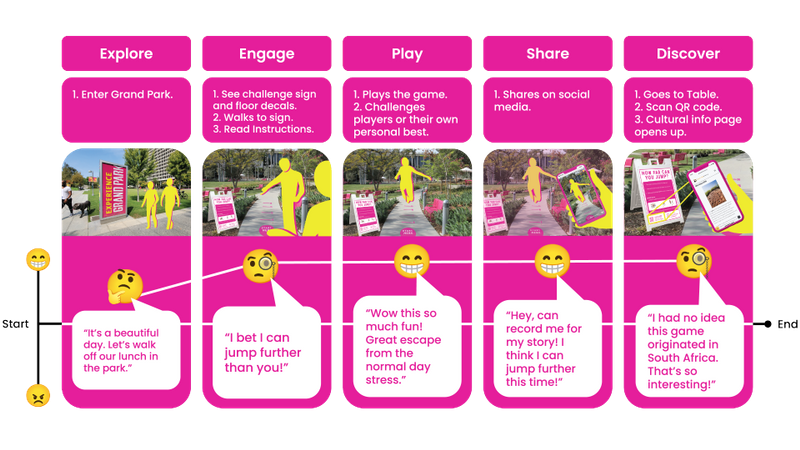 Explore
Engage
Play
Share
Discover
1. Enter Grand Park.
1. See challenge sign
and floor decals.
2. Walks to sign.
3. Read Instructions.
1. Plays the game.
2. Challenges
players or their own
personal best.
1. Shares on social
media.
1. Goes to Table.
2. Scan QR code.
3. Cultural info page
opens up.
EXPERIENCE
GRAND PARK
HOW FAR CAN
YOU JUMP?
Start
End
“It’s a beautiful
day. Let’s walk
off our lunch in
the park.”
“I bet I can
jump further
than you!”
“Wow this so
much fun!
Great escape
from the
normal day
stress.”
“Hey, can
record me for
my story! I
think I can
jump further
this time!”
“I had no idea
this game
originated in
South Africa.
That’s so
interesting!”